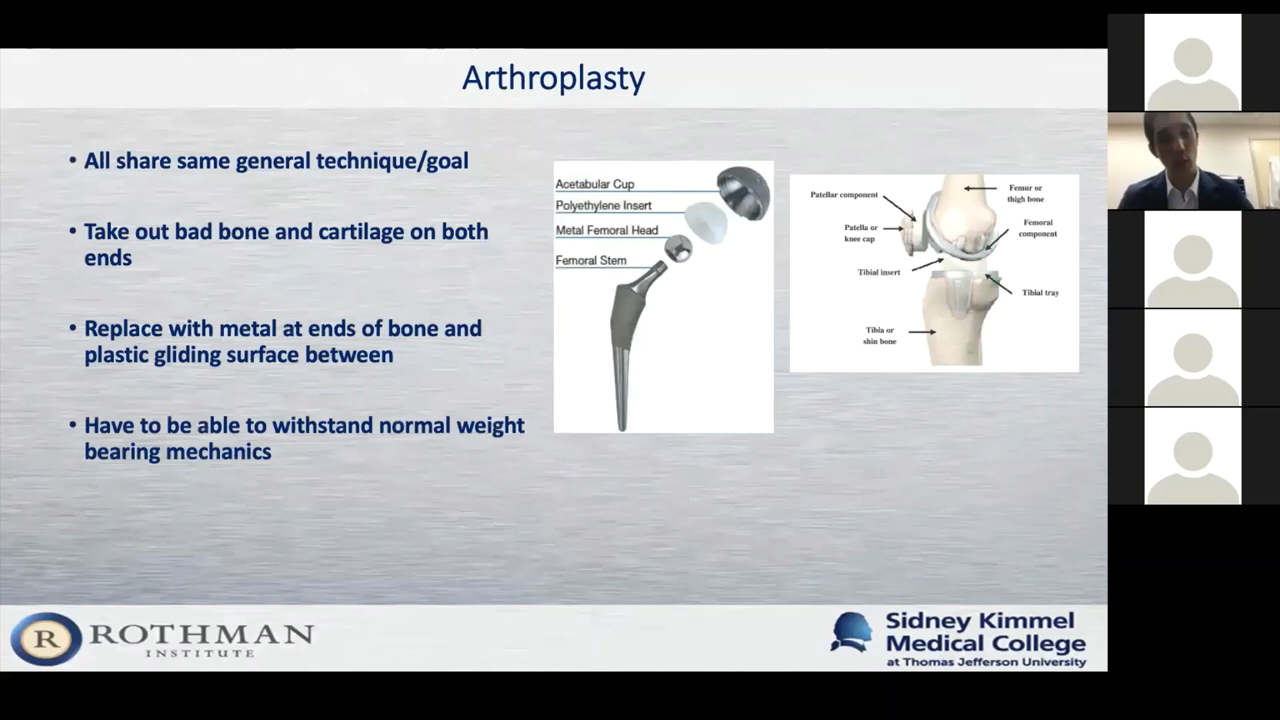 Arthroplasty
• All share same general technique/goal
• Take out bad bone and cartilage on both
ends
• Replace with metal at ends of bone and
plastic gliding surface between
• Have to be able to withstand normal weight
bearing mechanics
Acetabular Cup
Polyethylene Insert
Metal Femoral Head
Femoral Stem
Patellar component
Patella or
knee cap
Tibial insert
Tibia or
shin bone
Femur or
thigh bone
Femoral
component
Tibial tray
R ROTHMAN
INSTITUTE
Sidney Kimmel
Medical College
at Thomas Jefferson University